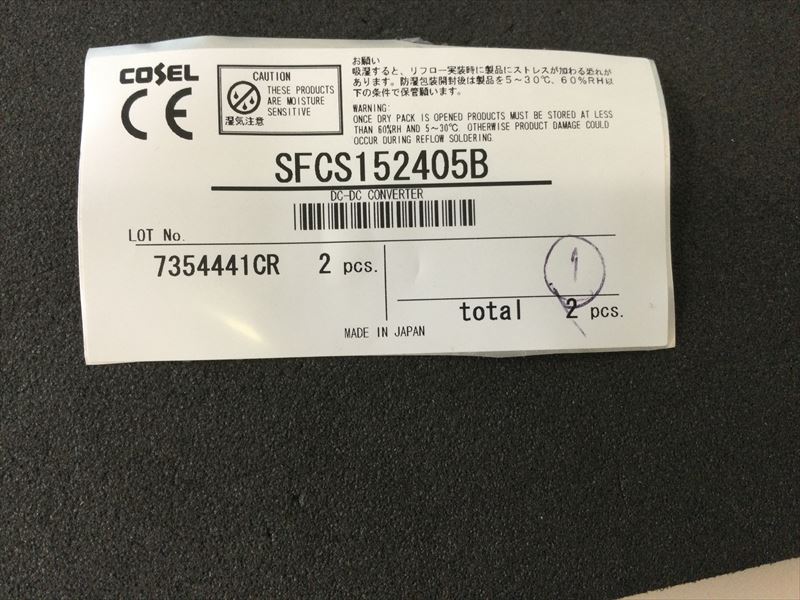 COSEL
CE
CAUTION
THESE PRODUCTS
ARE MOISTURE
SENSITIVE
湿気注意
お願い
吸湿すると、リフロー実装時に製品にストレスが加わる恐れが
あります。防湿包装開封後は製品を5～30℃、60%RH以
下の条件で保管願います。
WARNING:
ONCE DRY PACK IS OPENED PRODUCTS MUST BE STORED AT LESS
THAN 60%RH AND 5～30℃. OTHERWISE PRODUCT DAMAGE COULD
OCCUR DURING REFLOW SOLDERING.
SFCS152405B
DC-DC CONVERTER
LOT No.
7354441CR 2 pcs.
1
total 2 pcs.
MADE IN JAPAN